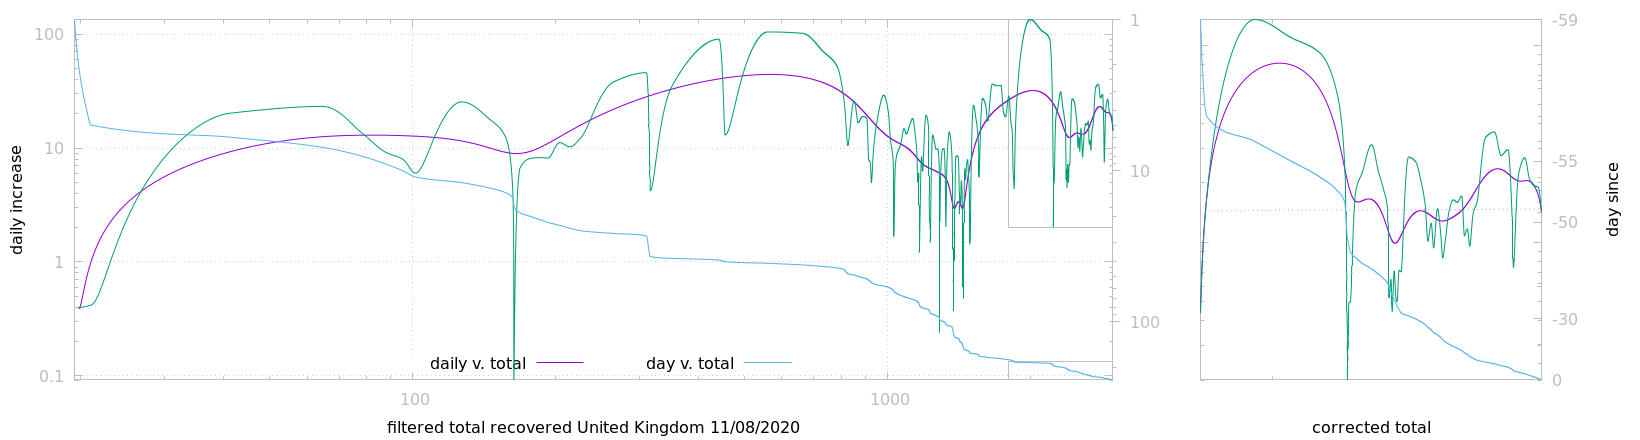 100
10
1
0.1
daily increase
100
1000
1
10
100
daily v. total
day v. total
filtered total recovered United Kingdom 11/08/2020
-59
-55
-50
-30
0
day since
corrected total